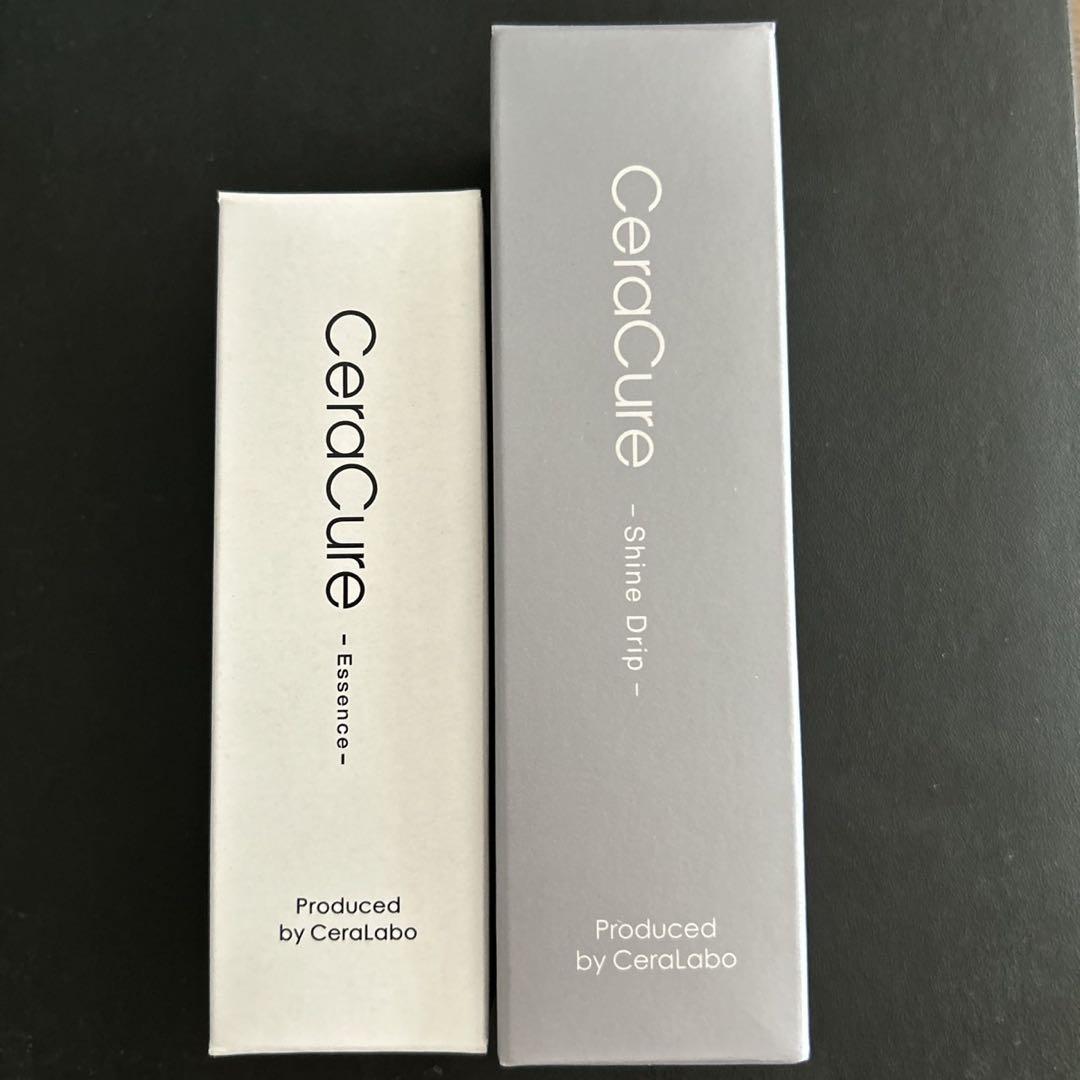 CeraCure -Essence-
Produced
by CeraLabo
CeraCure - Shine Drip -
Produced
by CeraLabo